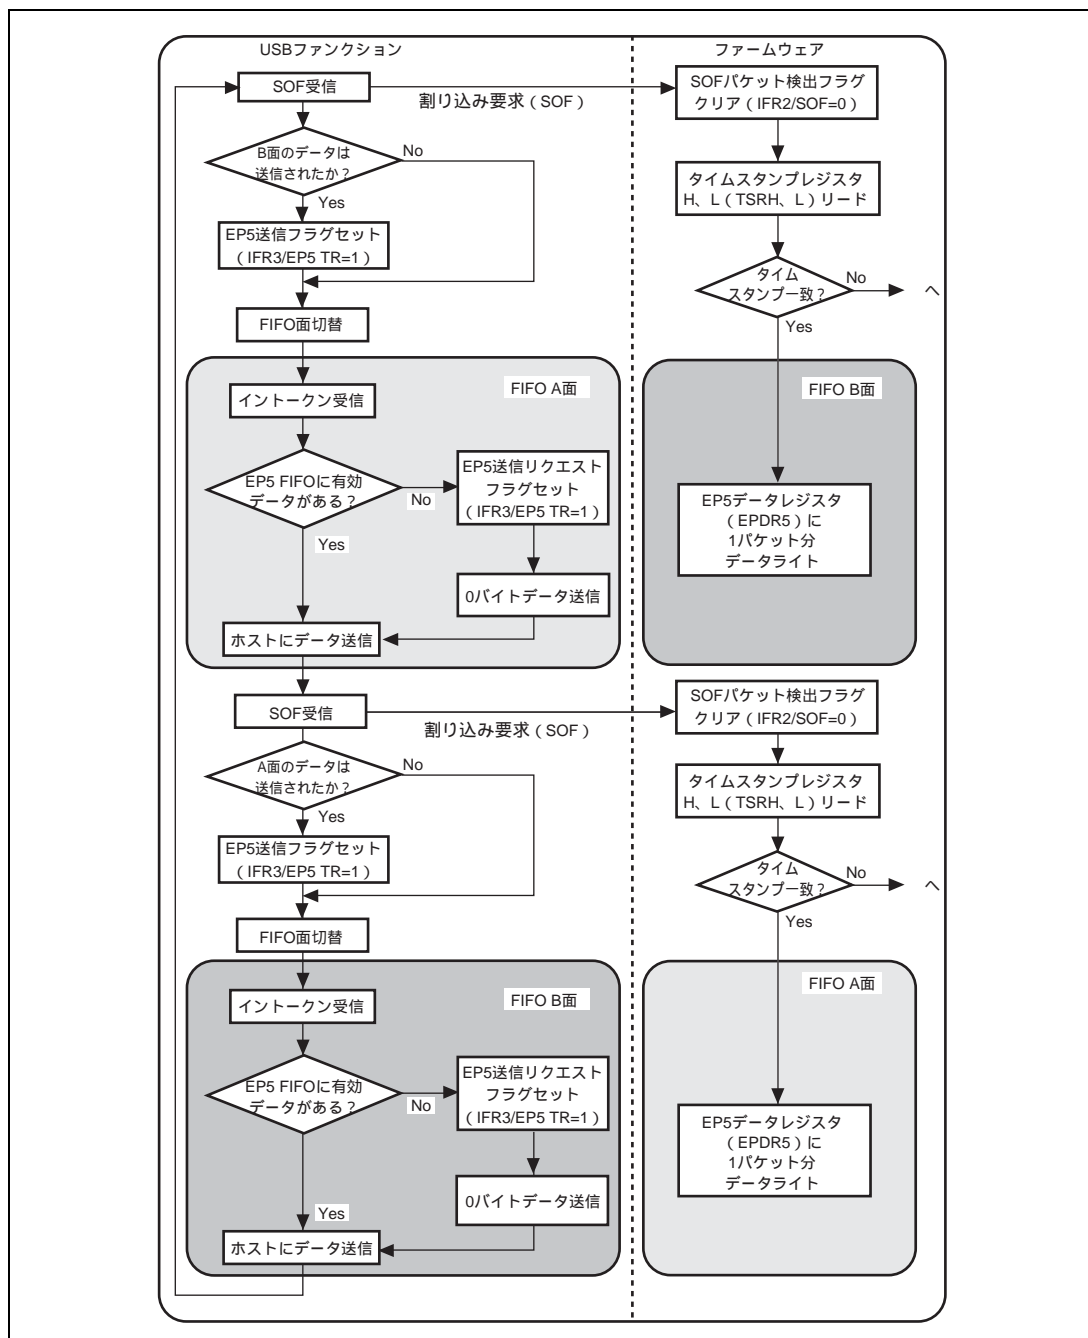 USBファンクション
ファームウェア
SOF受信
割り込み要求(SOF)
SOFパケット検出フラグ
クリア(IFR2/SOF=0)
B面のデータは
送信されたか?
No
Yes
タイムスタンプレジスタ
H、L(TSRH、L)リード
EP5送信フラグセット
(IFR3/EP5 TR=1)
タイム
スタンプ一致?
No
へ
Yes
FIFO面切替
FIFO A面
イントークン受信
EP5 FIFOに有効
データがある?
No
Yes
EP5送信リクエスト
フラグセット
(IFR3/EP5 TR=1)
0バイトデータ送信
ホストにデータ送信
FIFO B面
EP5データレジスタ
(EPDR5)に
1パケット分
データライト
SOF受信
割り込み要求(SOF)
SOFパケット検出フラグ
クリア(IFR2/SOF=0)
A面のデータは
送信されたか?
No
Yes
タイムスタンプレジスタ
H、L(TSRH、L)リード
EP5送信フラグセット
(IFR3/EP5 TR=1)
タイム
スタンプ一致?
No
へ
Yes
FIFO面切替
FIFO B面
イントークン受信
EP5 FIFOに有効
データがある?
No
Yes
EP5送信リクエスト
フラグセット
(IFR3/EP5 TR=1)
0バイトデータ送信
ホストにデータ送信
FIFO A面
EP5データレジスタ
(EPDR5)に
1パケット分
データライト